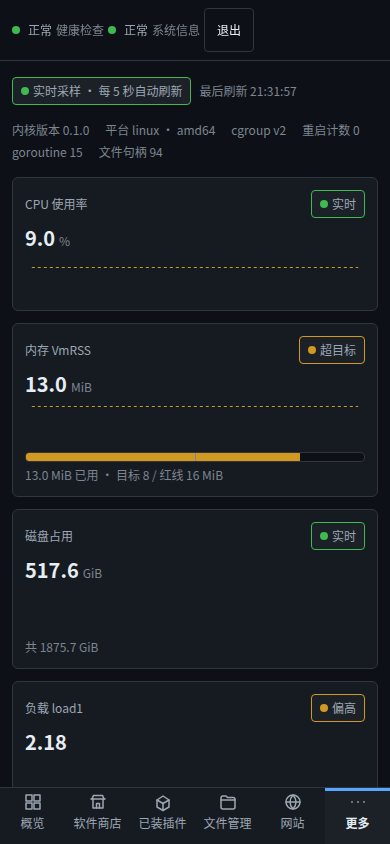 正常 健康检查 正常 系统信息 退出
实时采样 · 每 5 秒自动刷新 最后刷新 21:31:57
内核版本 0.1.0 平台 linux · amd64 cgroup v2 重启计数 0
goroutine 15 文件句柄 94
CPU 使用率 实时
9.0 %
内存 VmRSS 超目标
13.0 MiB
13.0 MiB 已用 · 目标 8 / 红线 16 MiB
磁盘占用 实时
517.6 GiB
共 1875.7 GiB
负载 load1 偏高
2.18
概览 软件商店 已装插件 文件管理 网站 更多